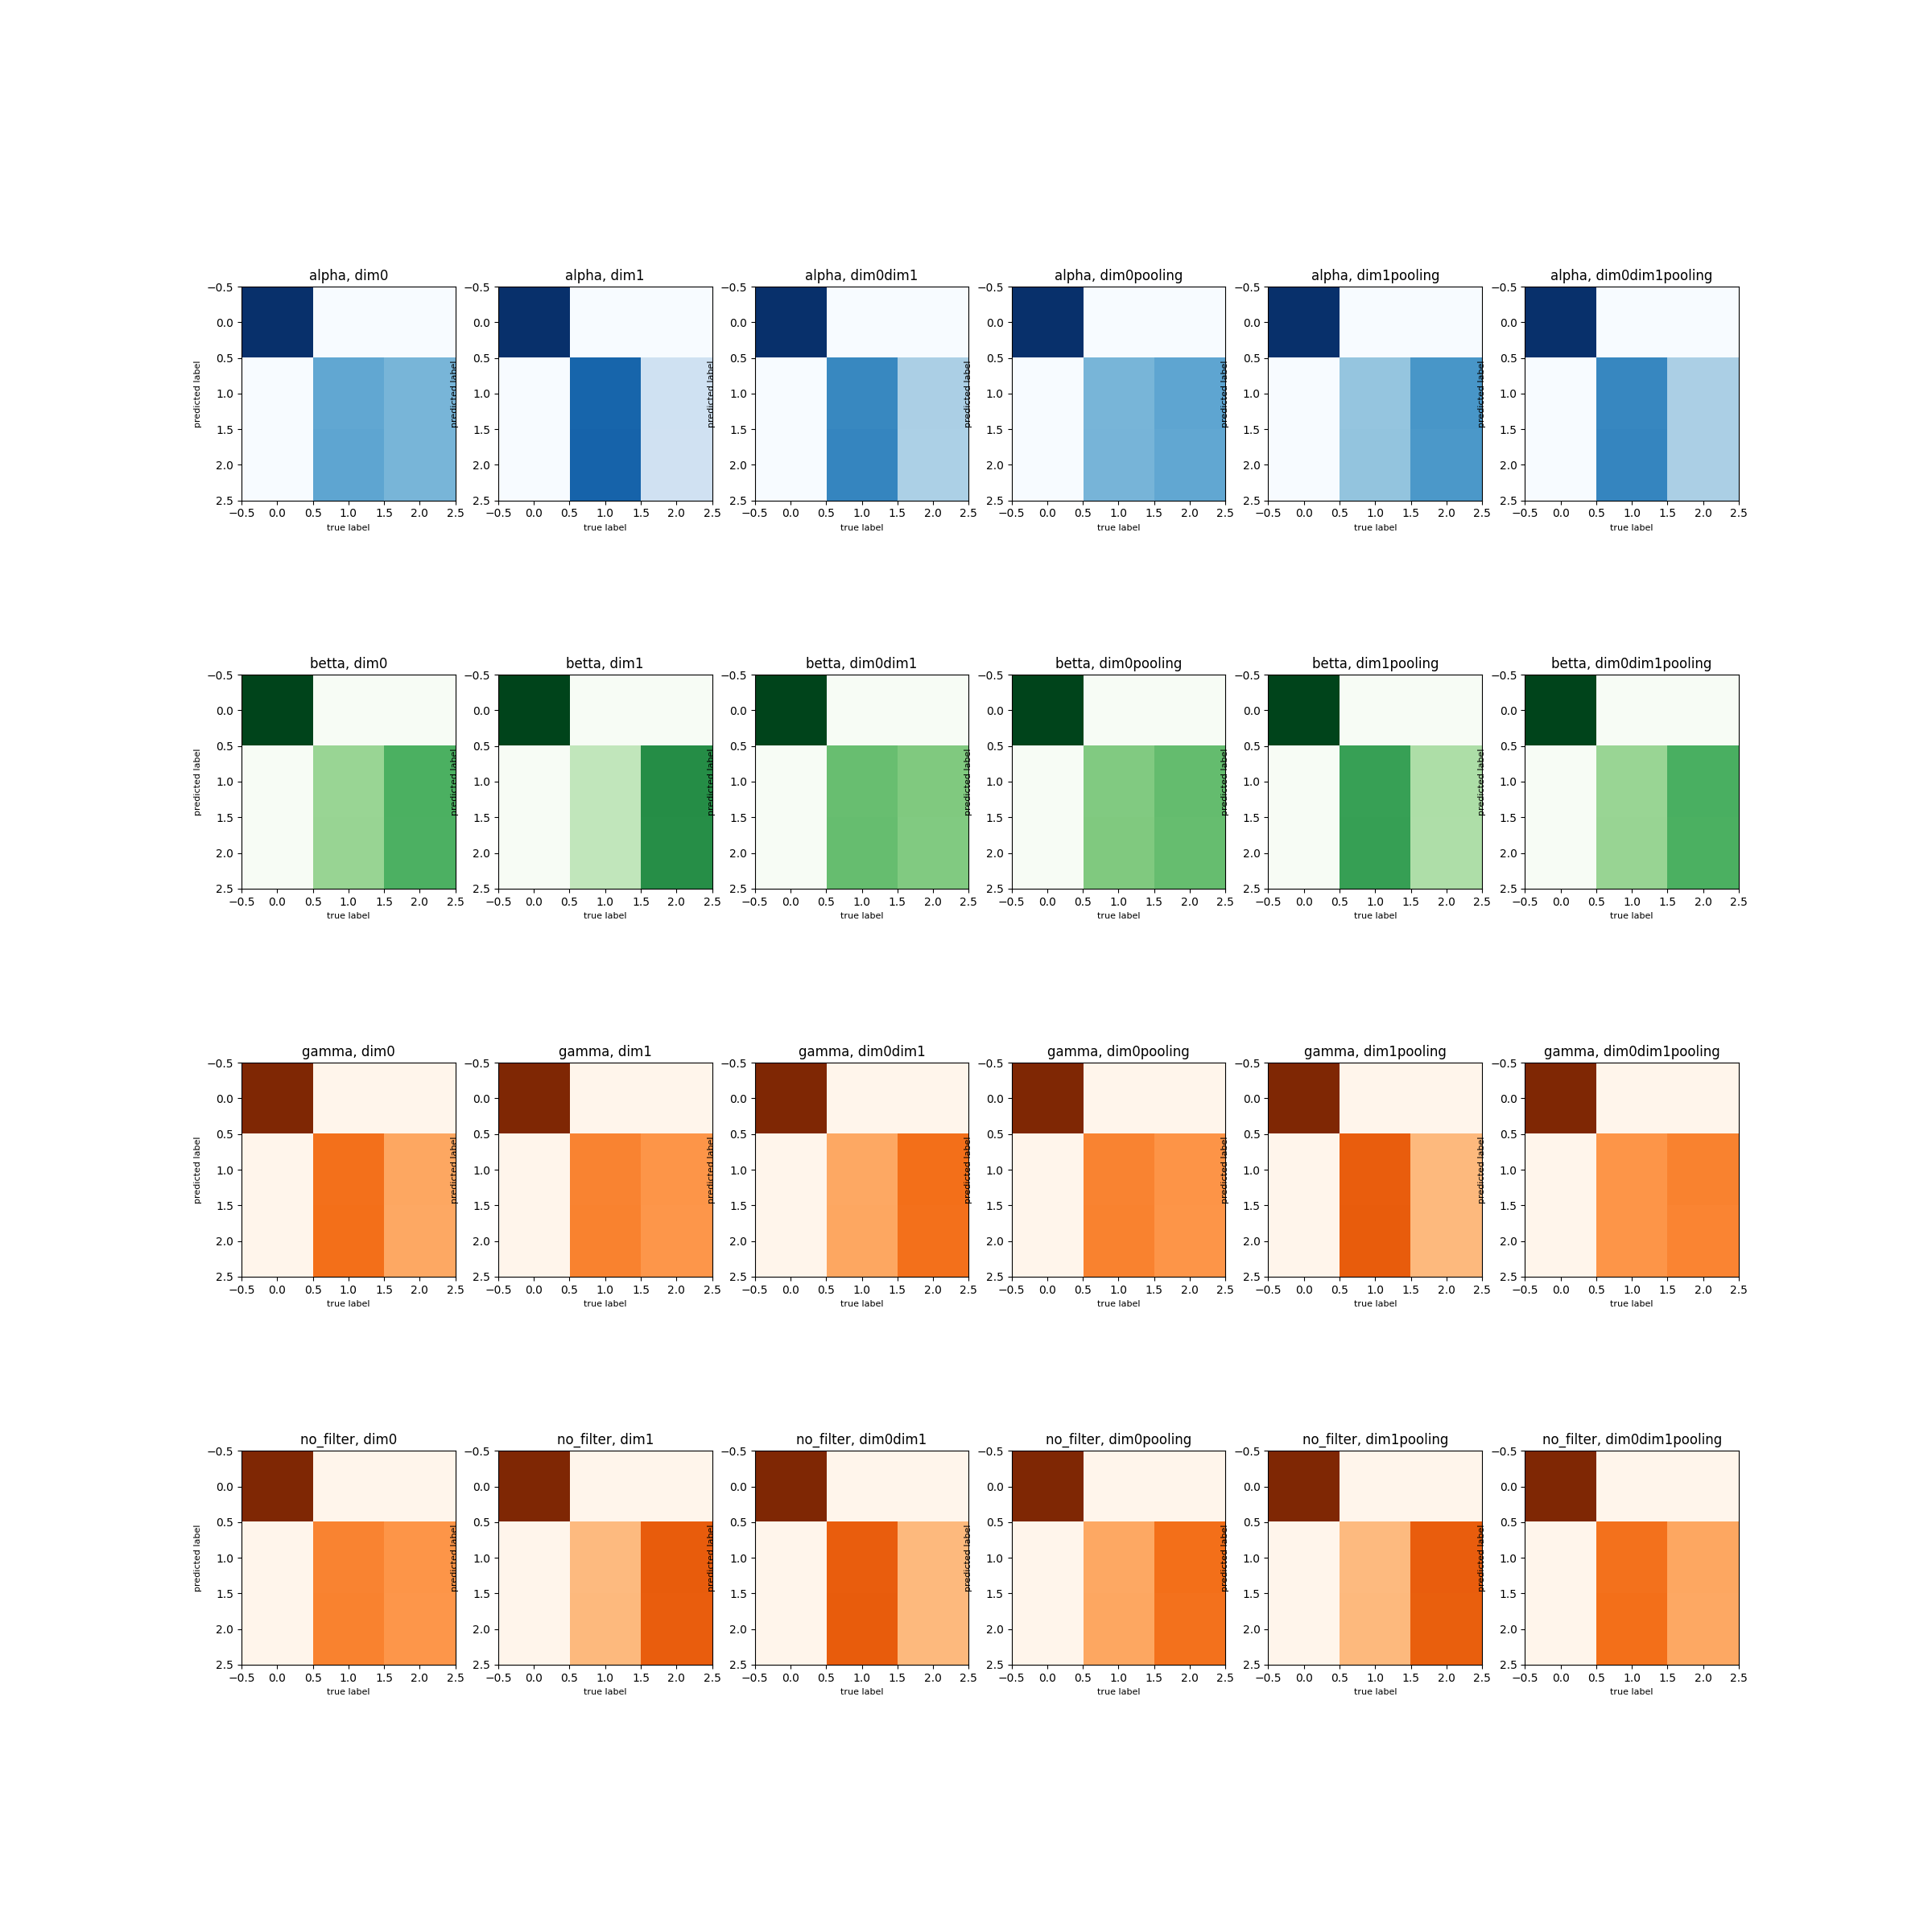 alpha, dim0 alpha, dim1 alpha, dim0dim1 alpha, dim0pooling alpha, dim1pooling alpha, dim0dim1pooling
−0.5 −0.5 −0.5 −0.5 −0.5 −0.5
0.0 0.0 0.0 0.0 0.0 0.0
0.5 0.5 0.5 0.5 0.5 0.5
predicted label predicted label predicted label predicted label predicted label predicted label
1.0 1.0 1.0 1.0 1.0 1.0
1.5 1.5 1.5 1.5 1.5 1.5
2.0 2.0 2.0 2.0 2.0 2.0
2.5 2.5 2.5 2.5 2.5 2.5
−0.5 0.0 0.5 1.0 1.5 2.0 2.5 −0.5 0.0 0.5 1.0 1.5 2.0 2.5 −0.5 0.0 0.5 1.0 1.5 2.0 2.5 −0.5 0.0 0.5 1.0 1.5 2.0 2.5 −0.5 0.0 0.5 1.0 1.5 2.0 2.5 −0.5 0.0 0.5 1.0 1.5 2.0 2.5
true label true label true label true label true label true label
betta, dim0 betta, dim1 betta, dim0dim1 betta, dim0pooling betta, dim1pooling betta, dim0dim1pooling
−0.5 −0.5 −0.5 −0.5 −0.5 −0.5
0.0 0.0 0.0 0.0 0.0 0.0
0.5 0.5 0.5 0.5 0.5 0.5
predicted label predicted label predicted label predicted label predicted label predicted label
1.0 1.0 1.0 1.0 1.0 1.0
1.5 1.5 1.5 1.5 1.5 1.5
2.0 2.0 2.0 2.0 2.0 2.0
2.5 2.5 2.5 2.5 2.5 2.5
−0.5 0.0 0.5 1.0 1.5 2.0 2.5 −0.5 0.0 0.5 1.0 1.5 2.0 2.5 −0.5 0.0 0.5 1.0 1.5 2.0 2.5 −0.5 0.0 0.5 1.0 1.5 2.0 2.5 −0.5 0.0 0.5 1.0 1.5 2.0 2.5 −0.5 0.0 0.5 1.0 1.5 2.0 2.5
true label true label true label true label true label true label
gamma, dim0 gamma, dim1 gamma, dim0dim1 gamma, dim0pooling gamma, dim1pooling gamma, dim0dim1pooling
−0.5 −0.5 −0.5 −0.5 −0.5 −0.5
0.0 0.0 0.0 0.0 0.0 0.0
0.5 0.5 0.5 0.5 0.5 0.5
predicted label predicted label predicted label predicted label predicted label predicted label
1.0 1.0 1.0 1.0 1.0 1.0
1.5 1.5 1.5 1.5 1.5 1.5
2.0 2.0 2.0 2.0 2.0 2.0
2.5 2.5 2.5 2.5 2.5 2.5
−0.5 0.0 0.5 1.0 1.5 2.0 2.5 −0.5 0.0 0.5 1.0 1.5 2.0 2.5 −0.5 0.0 0.5 1.0 1.5 2.0 2.5 −0.5 0.0 0.5 1.0 1.5 2.0 2.5 −0.5 0.0 0.5 1.0 1.5 2.0 2.5 −0.5 0.0 0.5 1.0 1.5 2.0 2.5
true label true label true label true label true label true label
no_filter, dim0 no_filter, dim1 no_filter, dim0dim1 no_filter, dim0pooling no_filter, dim1pooling no_filter, dim0dim1pooling
−0.5 −0.5 −0.5 −0.5 −0.5 −0.5
0.0 0.0 0.0 0.0 0.0 0.0
0.5 0.5 0.5 0.5 0.5 0.5
predicted label predicted label predicted label predicted label predicted label predicted label
1.0 1.0 1.0 1.0 1.0 1.0
1.5 1.5 1.5 1.5 1.5 1.5
2.0 2.0 2.0 2.0 2.0 2.0
2.5 2.5 2.5 2.5 2.5 2.5
−0.5 0.0 0.5 1.0 1.5 2.0 2.5 −0.5 0.0 0.5 1.0 1.5 2.0 2.5 −0.5 0.0 0.5 1.0 1.5 2.0 2.5 −0.5 0.0 0.5 1.0 1.5 2.0 2.5 −0.5 0.0 0.5 1.0 1.5 2.0 2.5 −0.5 0.0 0.5 1.0 1.5 2.0 2.5
true label true label true label true label true label true label